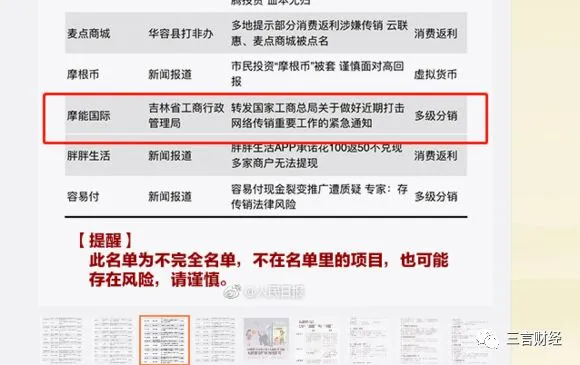 麦点商城 华容县打非办 多地提示部分消费返利涉嫌传销 云联
惠、麦点商城被点名 消费返利
摩根币 新闻报道 市民投资“摩根币”被套 谨慎面对高回
报 虚拟货币
摩能国际 吉林省工商行政
管理局 转发国家工商总局关于做好近期打击
网络传销重要工作的紧急通知 多级分销
胖胖生活 新闻报道 胖胖生活APP承诺花100返50不兑现
多家商户无法提现 消费返利
容易付 新闻报道 容易付现金裂变推广遭质疑 专家：存
传销法律风险 多级分销
【提醒】
此名单为不完全名单，不在名单里的项目，也可能
存在风险，请谨慎。
@人民日报
三言财经